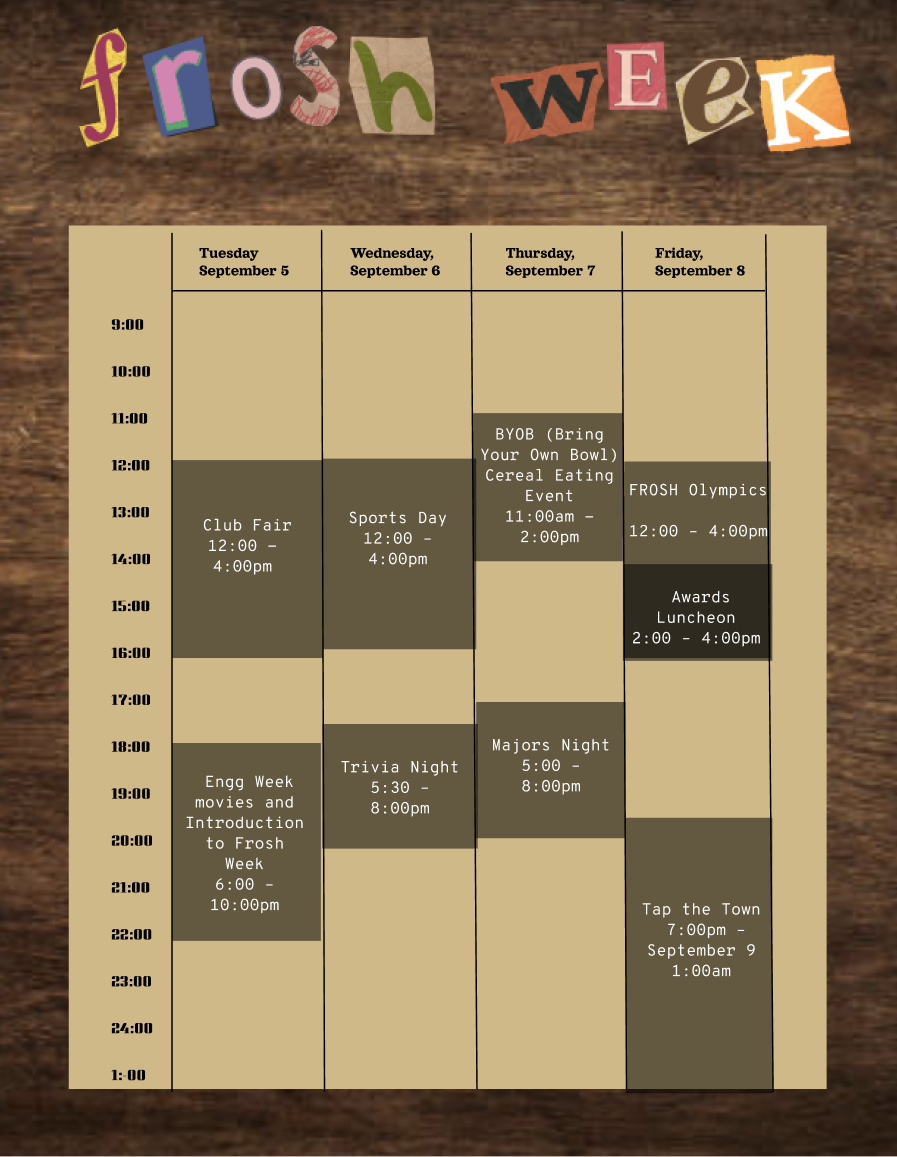 frosh wEeK
Tuesday
September 5
Wednesday,
September 6
Thursday,
September 7
Friday,
September 8
9:00
10:00
11:00
12:00
13:00
14:00
15:00
16:00
17:00
18:00
19:00
20:00
21:00
22:00
23:00
24:00
1:00
Club Fair
12:00 –
4:00pm
Engg Week
movies and
Introduction
to Frosh
Week
6:00 –
10:00pm
Sports Day
12:00 –
4:00pm
Trivia Night
5:30 –
8:00pm
BYOB (Bring
Your Own Bowl)
Cereal Eating
Event
11:00am –
2:00pm
Majors Night
5:00 –
8:00pm
FROSH Olympics
12:00 – 4:00pm
Awards
Luncheon
2:00 – 4:00pm
Tap the Town
7:00pm –
September 9
1:00am